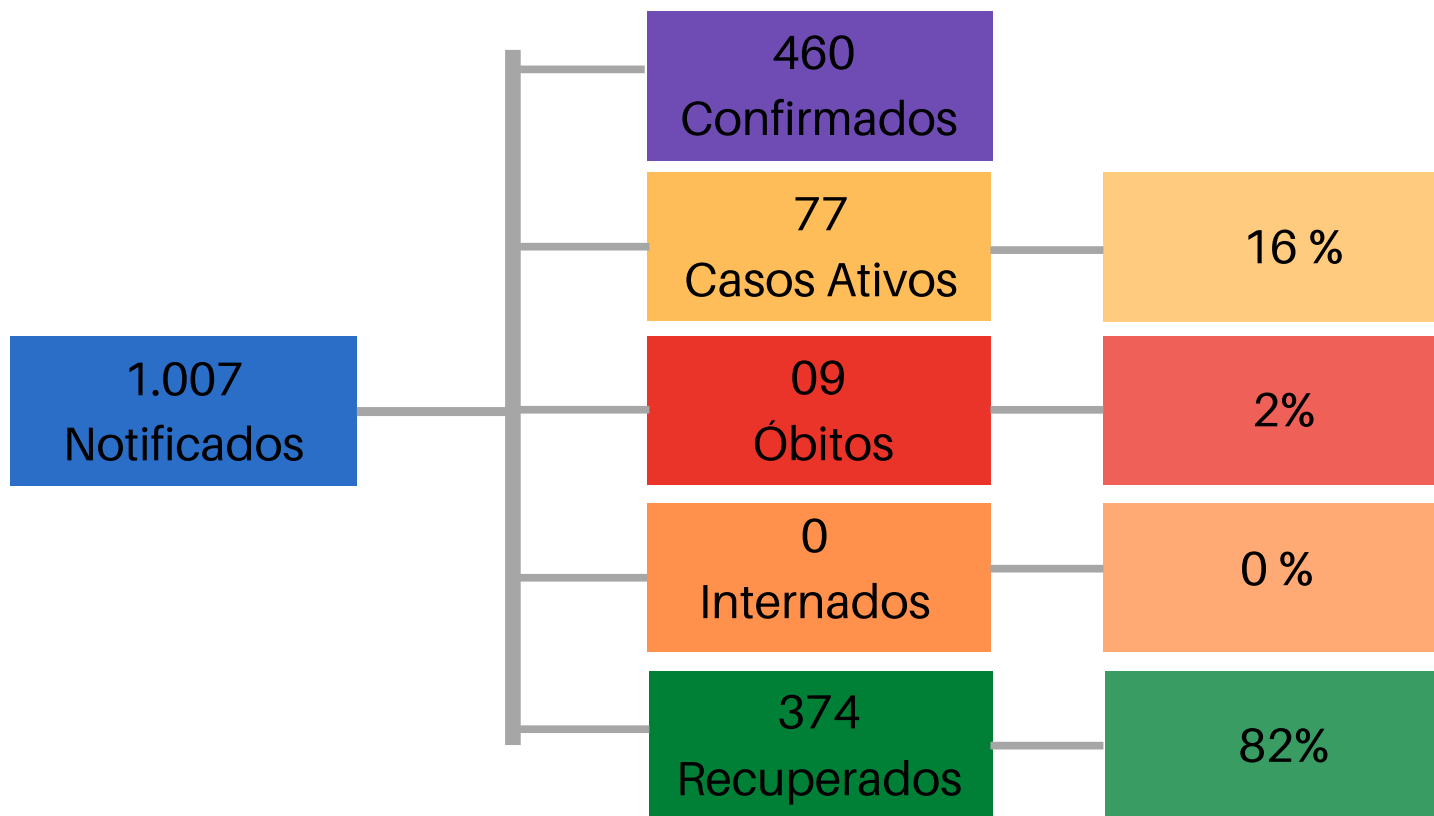 460
Confirmados
77
Casos Ativos
16 %
1.007
Notificados
09
Óbitos
2%
0
Internados
0 %
374
Recuperados
82%